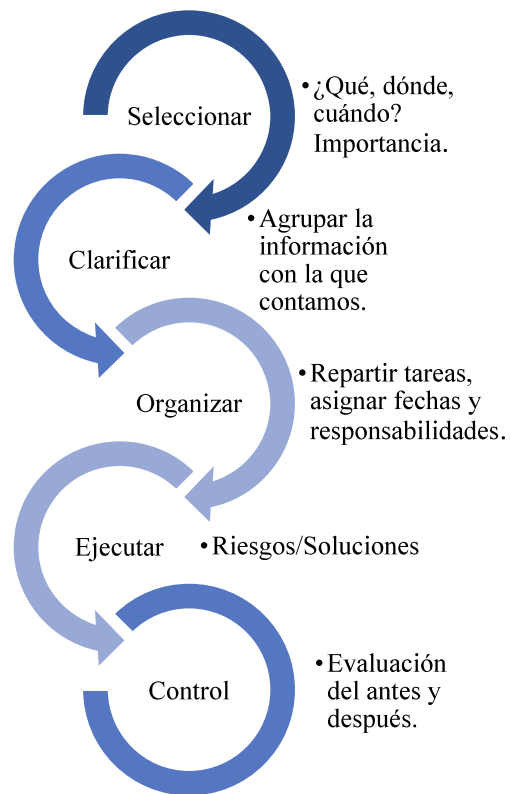 Seleccionar
• ¿Qué, dónde,
cuándo?
Importancia.
Clarificar
• Agrupar la
información
con la que
contamos.
Organizar
• Repartir tareas,
asignar fechas y
responsabilidades.
Ejecutar
• Riesgos/Soluciones
Control
• Evaluación
del antes y
después.